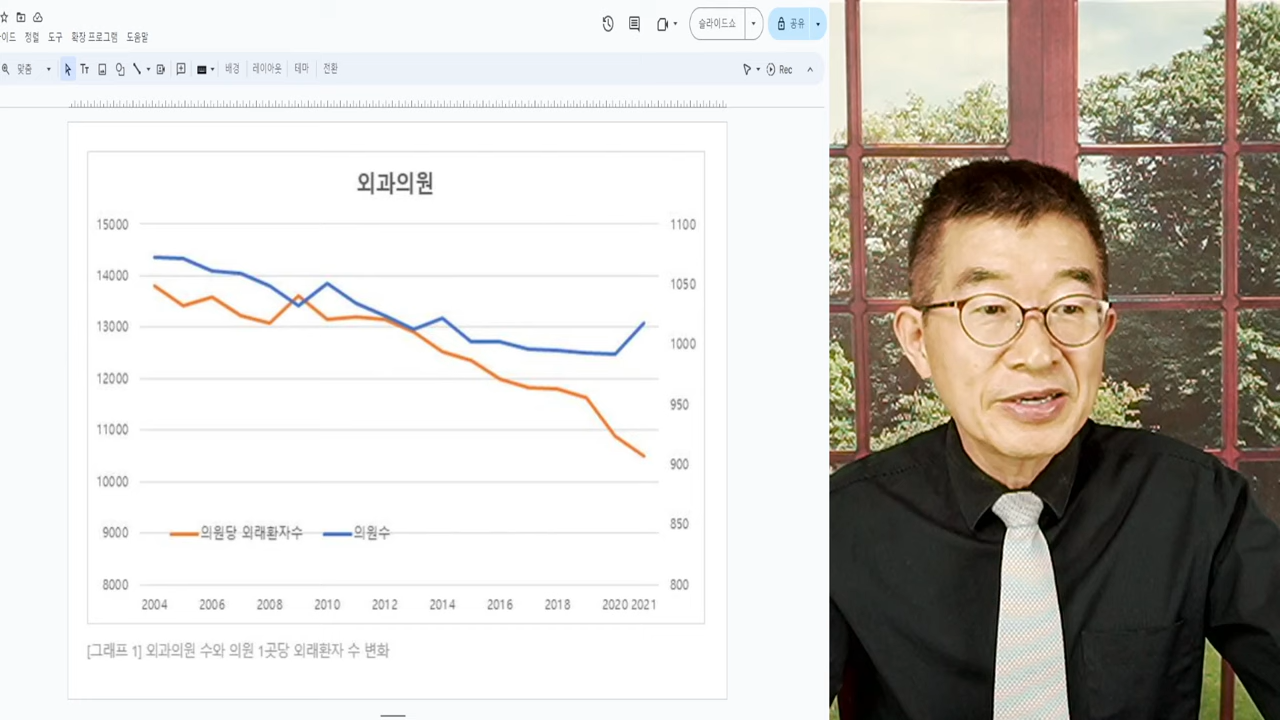 공유
정렬 도구 확장 프로그램 도움말
슬라이드쇼
맞춤
배경 레이아웃 테마 전환
Rec
외과의원
15000
14000
13000
12000
11000
10000
9000
8000
1100
1050
1000
950
900
850
800
의원당 외래환자수 의원수
2004 2006 2008 2010 2012 2014 2016 2018 2020 2021
[그래프 1] 외과의원 수와 의원 1곳당 외래환자 수 변화